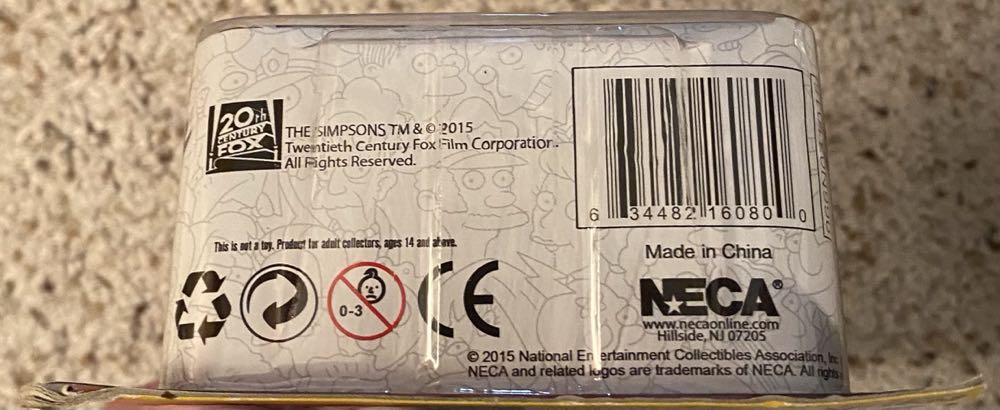 20th
CENTURY
FOX
THE SIMPSONS TM & © 2015
Twentieth Century Fox Film Corporation.
All Rights Reserved.
This is not a toy. Product for adult collectors, ages 14 and above.
0-3
CE
6 34482 16080 0
Made in China
NECA®
www.necaonline.com
Hillside, NJ 07205
© 2015 National Entertainment Collectibles Association, Inc
NECA and related logos are trademarks of NECA. All rights